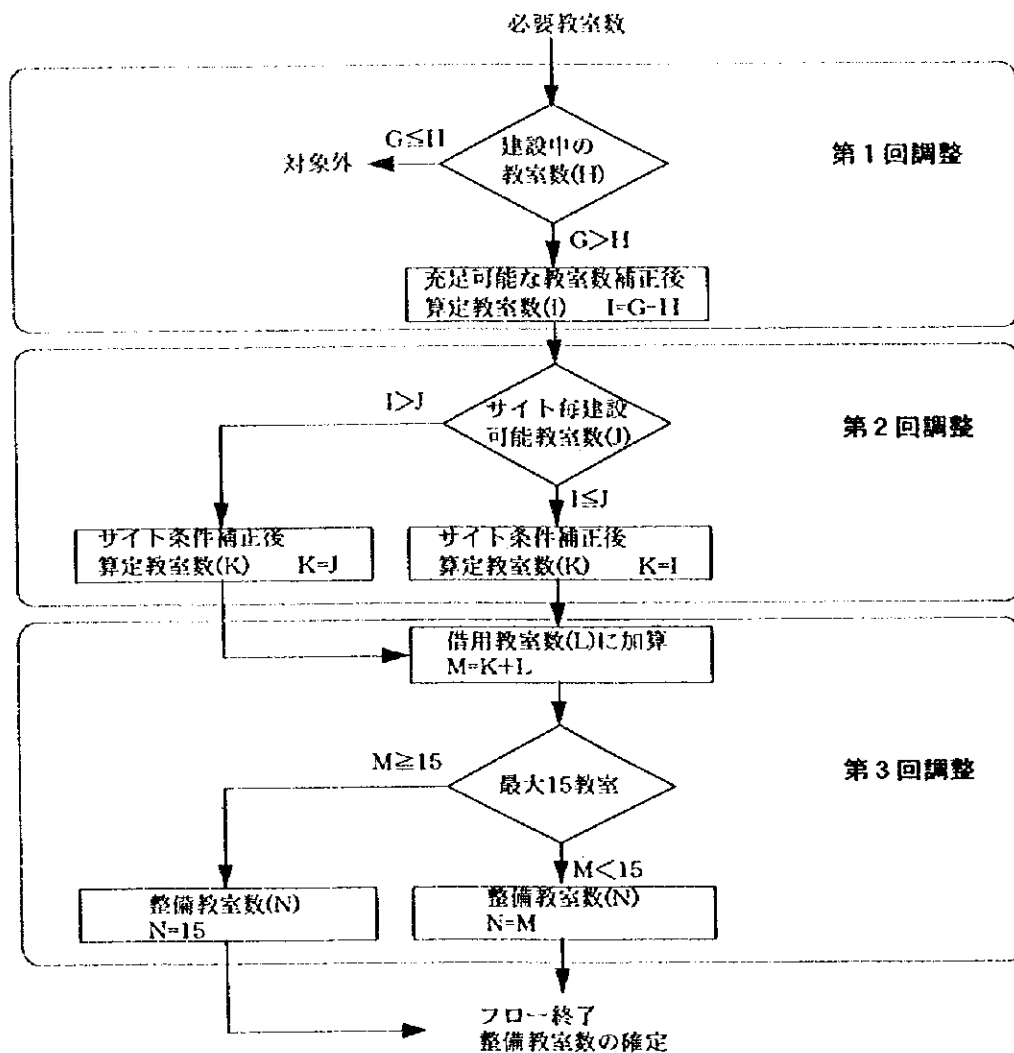 必要教室数
G≦H
建設中の
教室数(H)
対象外
第1回調整
G>H
充足可能な教室数補正後
算定教室数(I) I=G-H
I>J
サイト毎建設
可能教室数(J)
第2回調整
I≦J
サイト条件補正後
算定教室数(K) K=J
サイト条件補正後
算定教室数(K) K=I
借用教室数(L)に加算
M=K+L
M≧15
最大15教室
第3回調整
M<15
整備教室数(N)
N=15
整備教室数(N)
N=M
フロー終了
整備教室数の確定